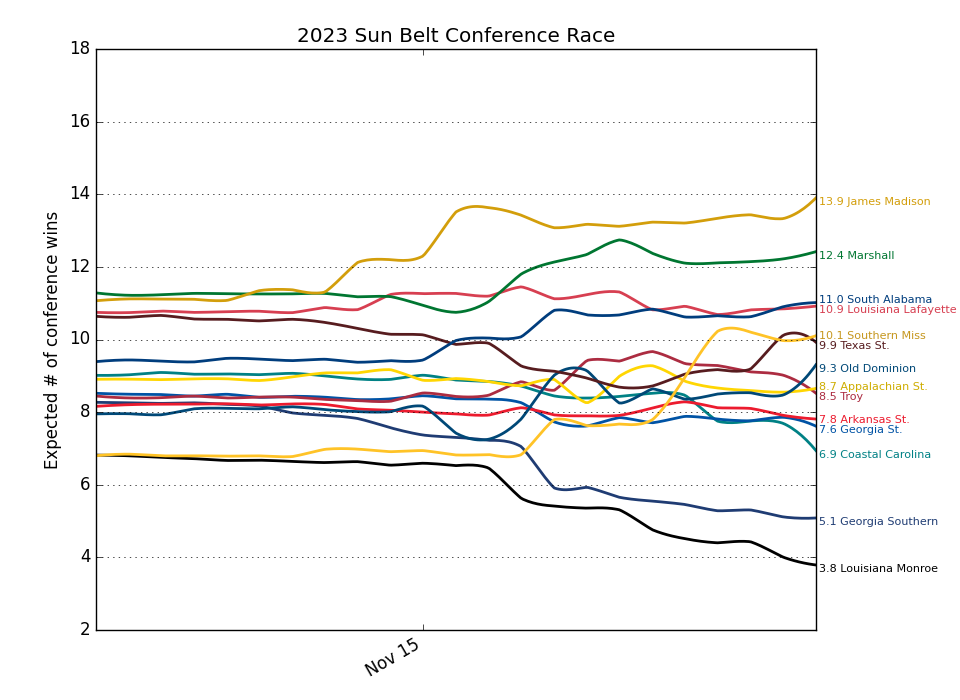 2023 Sun Belt Conference Race
Expected # of conference wins
18
16
14
12
10
8
6
4
2
Nov 15
13.9 James Madison
12.4 Marshall
11.0 South Alabama
10.9 Louisiana Lafayette
10.1 Southern Miss
9.9 Texas St.
9.3 Old Dominion
8.7 Appalachian St.
8.5 Troy
7.8 Arkansas St.
7.6 Georgia St.
6.9 Coastal Carolina
5.1 Georgia Southern
3.8 Louisiana Monroe